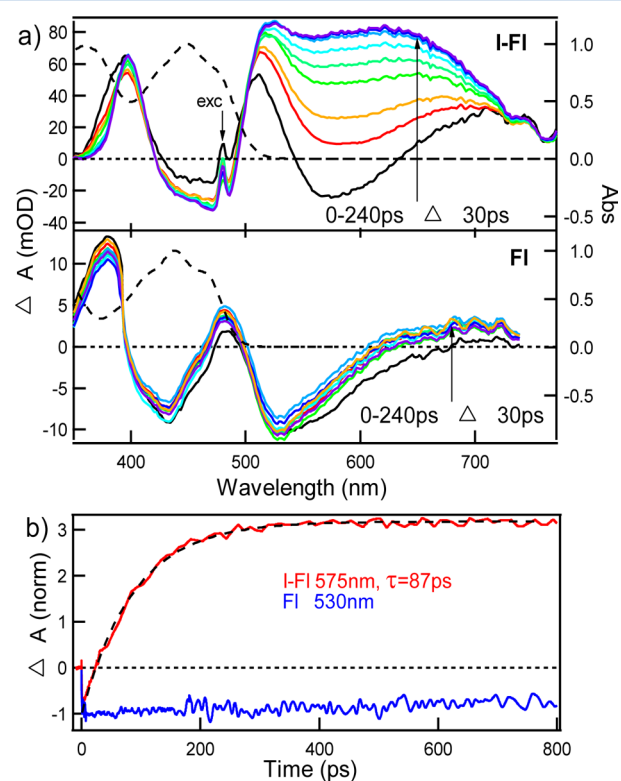 a)
I-Fl
80
60
40
20
0
-20
-40
1.0
0.5
0.0
-0.5
exc
0-240ps △ 30ps
△ A (mOD)
Abs
Fl
10
5
0
-5
-10
1.0
0.5
0.0
-0.5
0-240ps △ 30ps
400 500 600 700
Wavelength (nm)
b)
3
2
1
0
-1
△ A (norm)
I-Fl 575nm, τ=87ps
Fl 530nm
0 200 400 600 800
Time (ps)